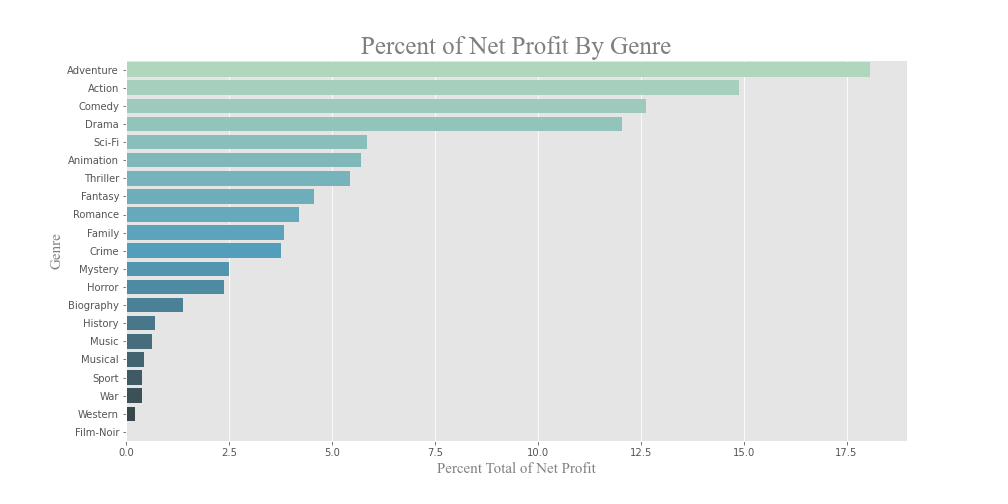 Percent of Net Profit By Genre
Adventure
Action
Comedy
Drama
Sci-Fi
Animation
Thriller
Fantasy
Romance
Family
Crime
Mystery
Horror
Biography
History
Music
Musical
Sport
War
Western
Film-Noir
Genre
0.0 2.5 5.0 7.5 10.0 12.5 15.0 17.5
Percent Total of Net Profit